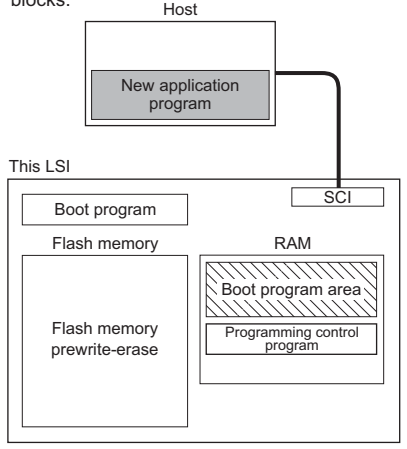 blocks.
Host
New application
program
This LSI
SCI
Boot program
Flash memory
RAM
Boot program area
Flash memory
prewrite-erase
Programming control
program